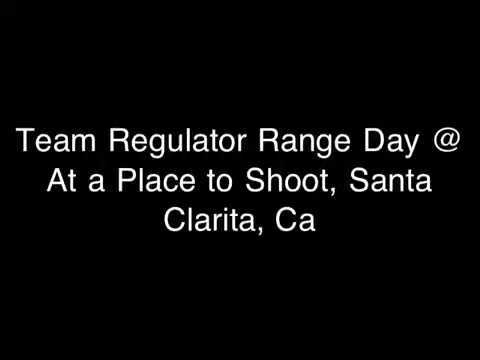 Team Regulator Range Day @
At a Place to Shoot, Santa
Clarita, Ca